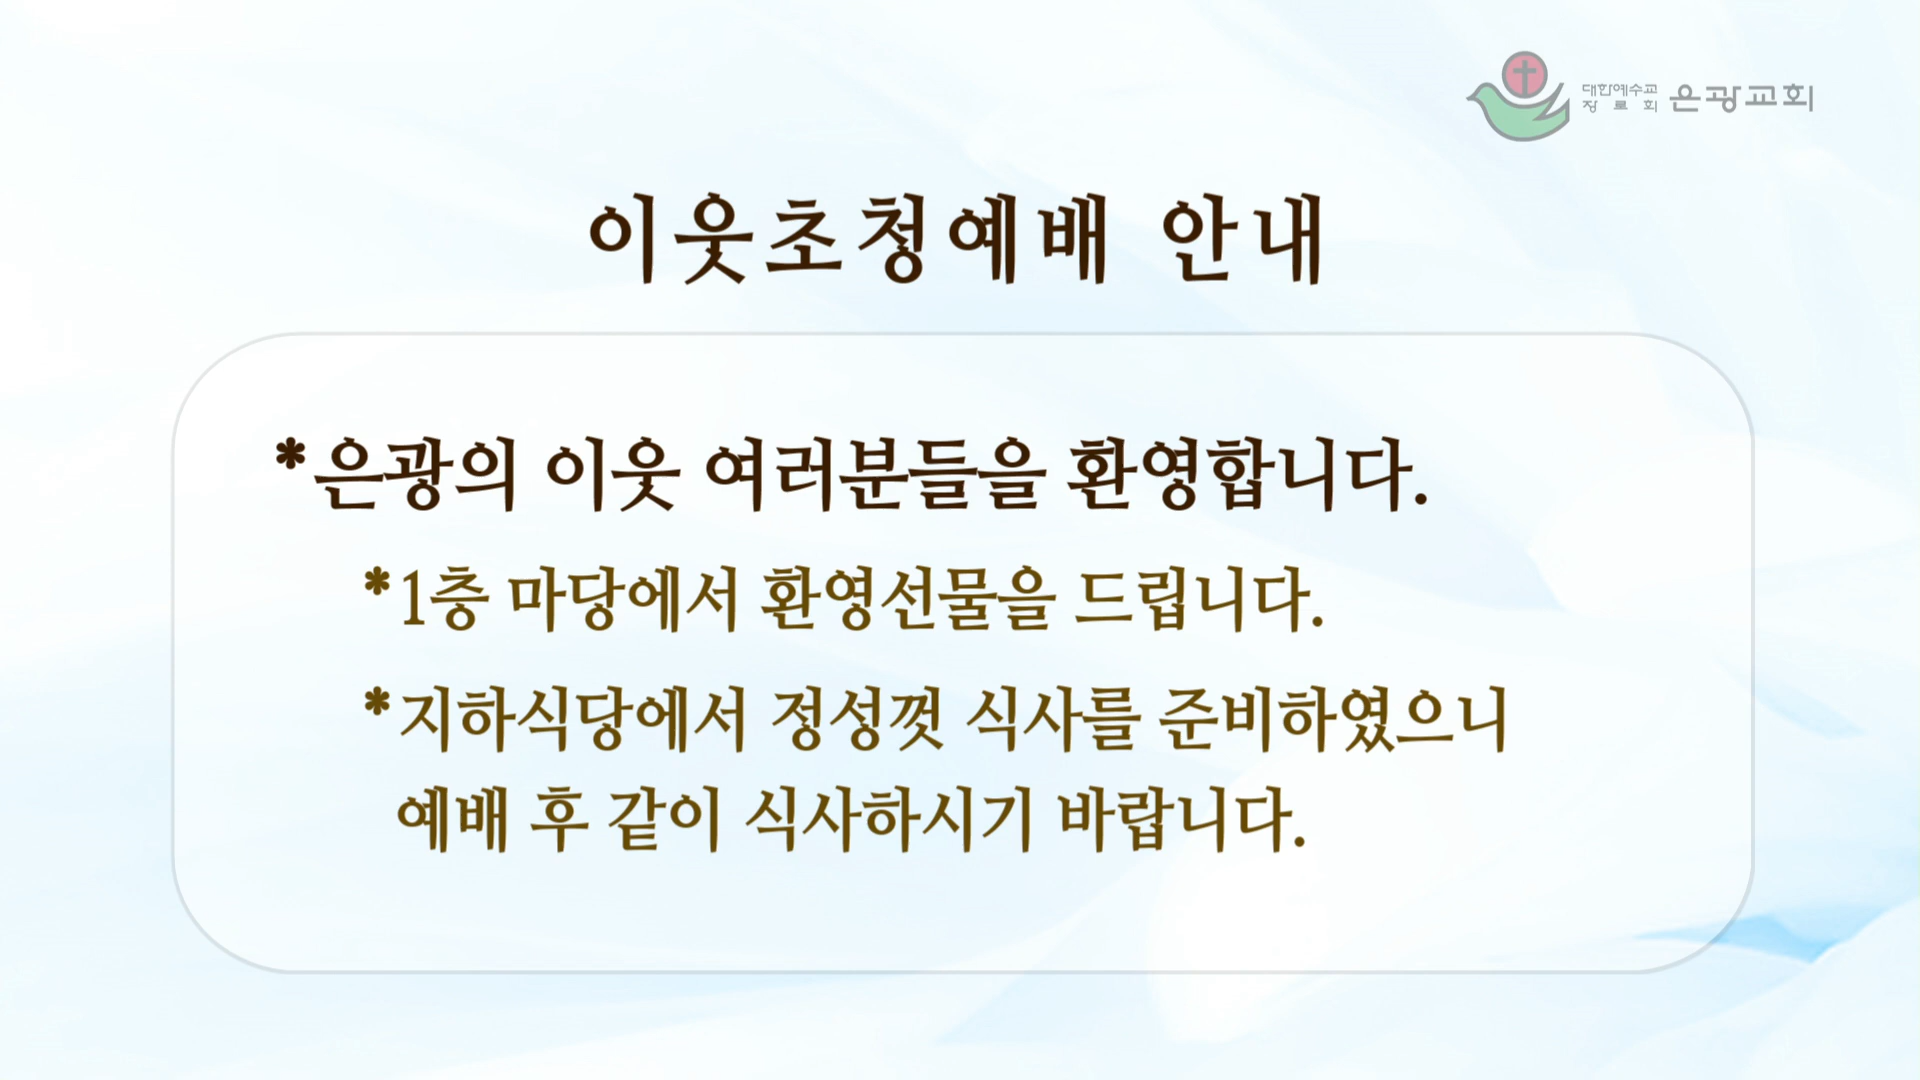 대한예수교
장로회 은광교회
이웃초청예배 안내
*은광의 이웃 여러분들을 환영합니다.
*1층 마당에서 환영선물을 드립니다.
*지하식당에서 정성껏 식사를 준비하였으니
예배 후 같이 식사하시기 바랍니다.